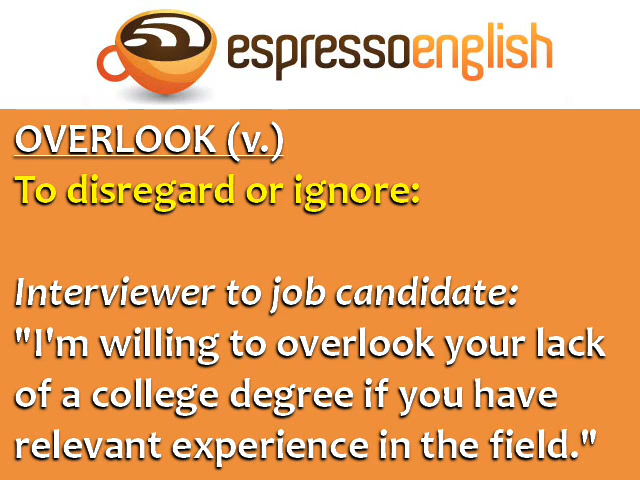 espressoenglish
OVERLOOK (v.)
To disregard or ignore:
Interviewer to job candidate:
"I'm willing to overlook your lack
of a college degree if you have
relevant experience in the field."